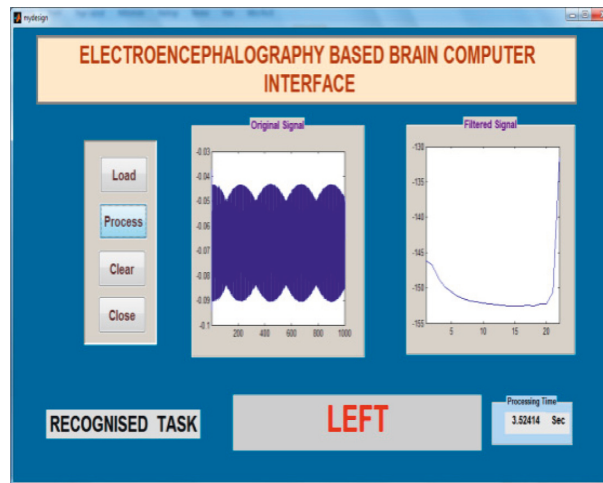 mydesign
ELECTROENCEPHALOGRAPHY BASED BRAIN COMPUTER
INTERFACE
Load
Process
Clear
Close
Original Signal
-0.03
-0.04
-0.05
-0.06
-0.07
-0.08
-0.09
-0.1
200 400 600 800 1000
Filtered Signal
-130
-135
-140
-145
-150
-155
5 10 15 20
RECOGNISED TASK
LEFT
Processing Time
3.52414 Sec